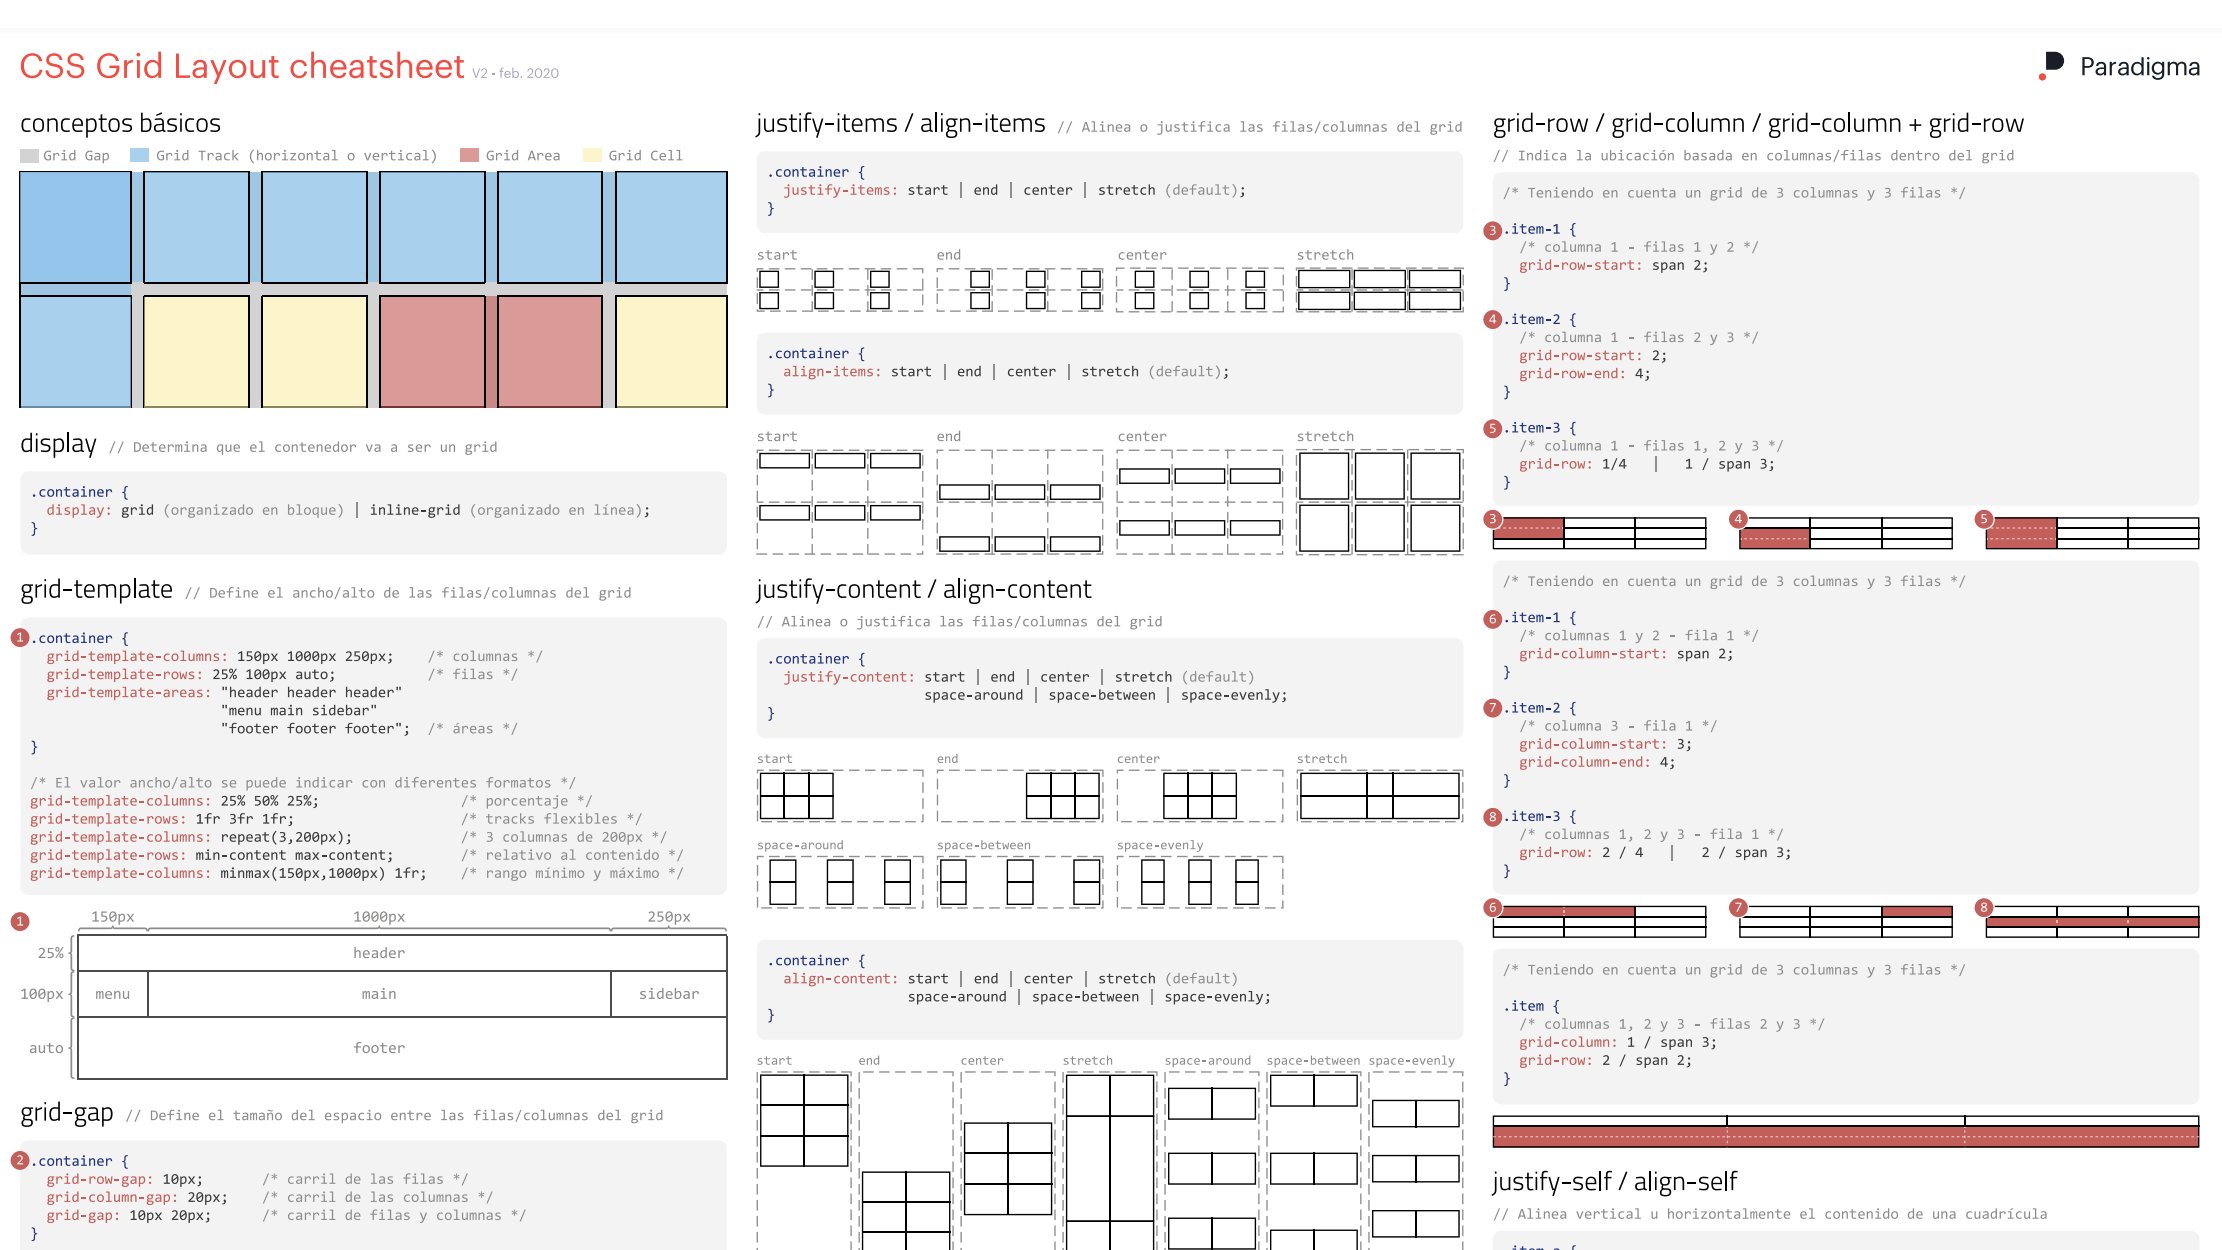 CSS Grid Layout cheatsheet V2 - feb. 2020
Paradigma
conceptos básicos
Grid Gap Grid Track (horizontal o vertical) Grid Area Grid Cell
display // Determina que el contenedor va a ser un grid
.container {
display: grid (organizado en bloque) | inline-grid (organizado en línea);
}
grid-template // Define el ancho/alto de las filas/columnas del grid
1 .container {
grid-template-columns: 150px 1000px 250px; /* columnas */
grid-template-rows: 25% 100px auto; /* filas */
grid-template-areas: "header header header"
"menu main sidebar"
"footer footer footer"; /* áreas */
}
/* El valor ancho/alto se puede indicar con diferentes formatos */
grid-template-columns: 25% 50% 25%; /* porcentaje */
grid-template-rows: 1fr 3fr 1fr; /* tracks flexibles */
grid-template-columns: repeat(3,200px); /* 3 columnas de 200px */
grid-template-rows: min-content max-content; /* relativo al contenido */
grid-template-columns: minmax(150px,1000px) 1fr; /* rango mínimo y máximo */
1 150px 1000px 250px
25% header
100px menu main sidebar
auto footer
grid-gap // Define el tamaño del espacio entre las filas/columnas del grid
2 .container {
grid-row-gap: 10px; /* carril de las filas */
grid-column-gap: 20px; /* carril de las columnas */
grid-gap: 10px 20px; /* carril de filas y columnas */
}
justify-items / align-items // Alinea o justifica las filas/columnas del grid
.container {
justify-items: start | end | center | stretch (default);
}
start end center stretch
.container {
align-items: start | end | center | stretch (default);
}
start end center stretch
justify-content / align-content
// Alinea o justifica las filas/columnas del grid
.container {
justify-content: start | end | center | stretch (default)
space-around | space-between | space-evenly;
}
start end center stretch
space-around space-between space-evenly
.container {
align-content: start | end | center | stretch (default)
space-around | space-between | space-evenly;
}
start end center stretch space-around space-between space-evenly
grid-row / grid-column / grid-column + grid-row
// Indica la ubicación basada en columnas/filas dentro del grid
/* Teniendo en cuenta un grid de 3 columnas y 3 filas */
3 .item-1 {
/* columna 1 - filas 1 y 2 */
grid-row-start: span 2;
}
4 .item-2 {
/* columna 1 - filas 2 y 3 */
grid-row-start: 2;
grid-row-end: 4;
}
5 .item-3 {
/* columna 1 - filas 1, 2 y 3 */
grid-row: 1/4 | 1 / span 3;
}
3 4 5
/* Teniendo en cuenta un grid de 3 columnas y 3 filas */
6 .item-1 {
/* columnas 1 y 2 - fila 1 */
grid-column-start: span 2;
}
7 .item-2 {
/* columna 3 - fila 1 */
grid-column-start: 3;
grid-column-end: 4;
}
8 .item-3 {
/* columnas 1, 2 y 3 - fila 1 */
grid-row: 2 / 4 | 2 / span 3;
}
6 7 8
/* Teniendo en cuenta un grid de 3 columnas y 3 filas */
.item {
/* columnas 1, 2 y 3 - filas 2 y 3 */
grid-column: 1 / span 3;
grid-row: 2 / span 2;
}
justify-self / align-self
// Alinea vertical u horizontalmente el contenido de una cuadrícula